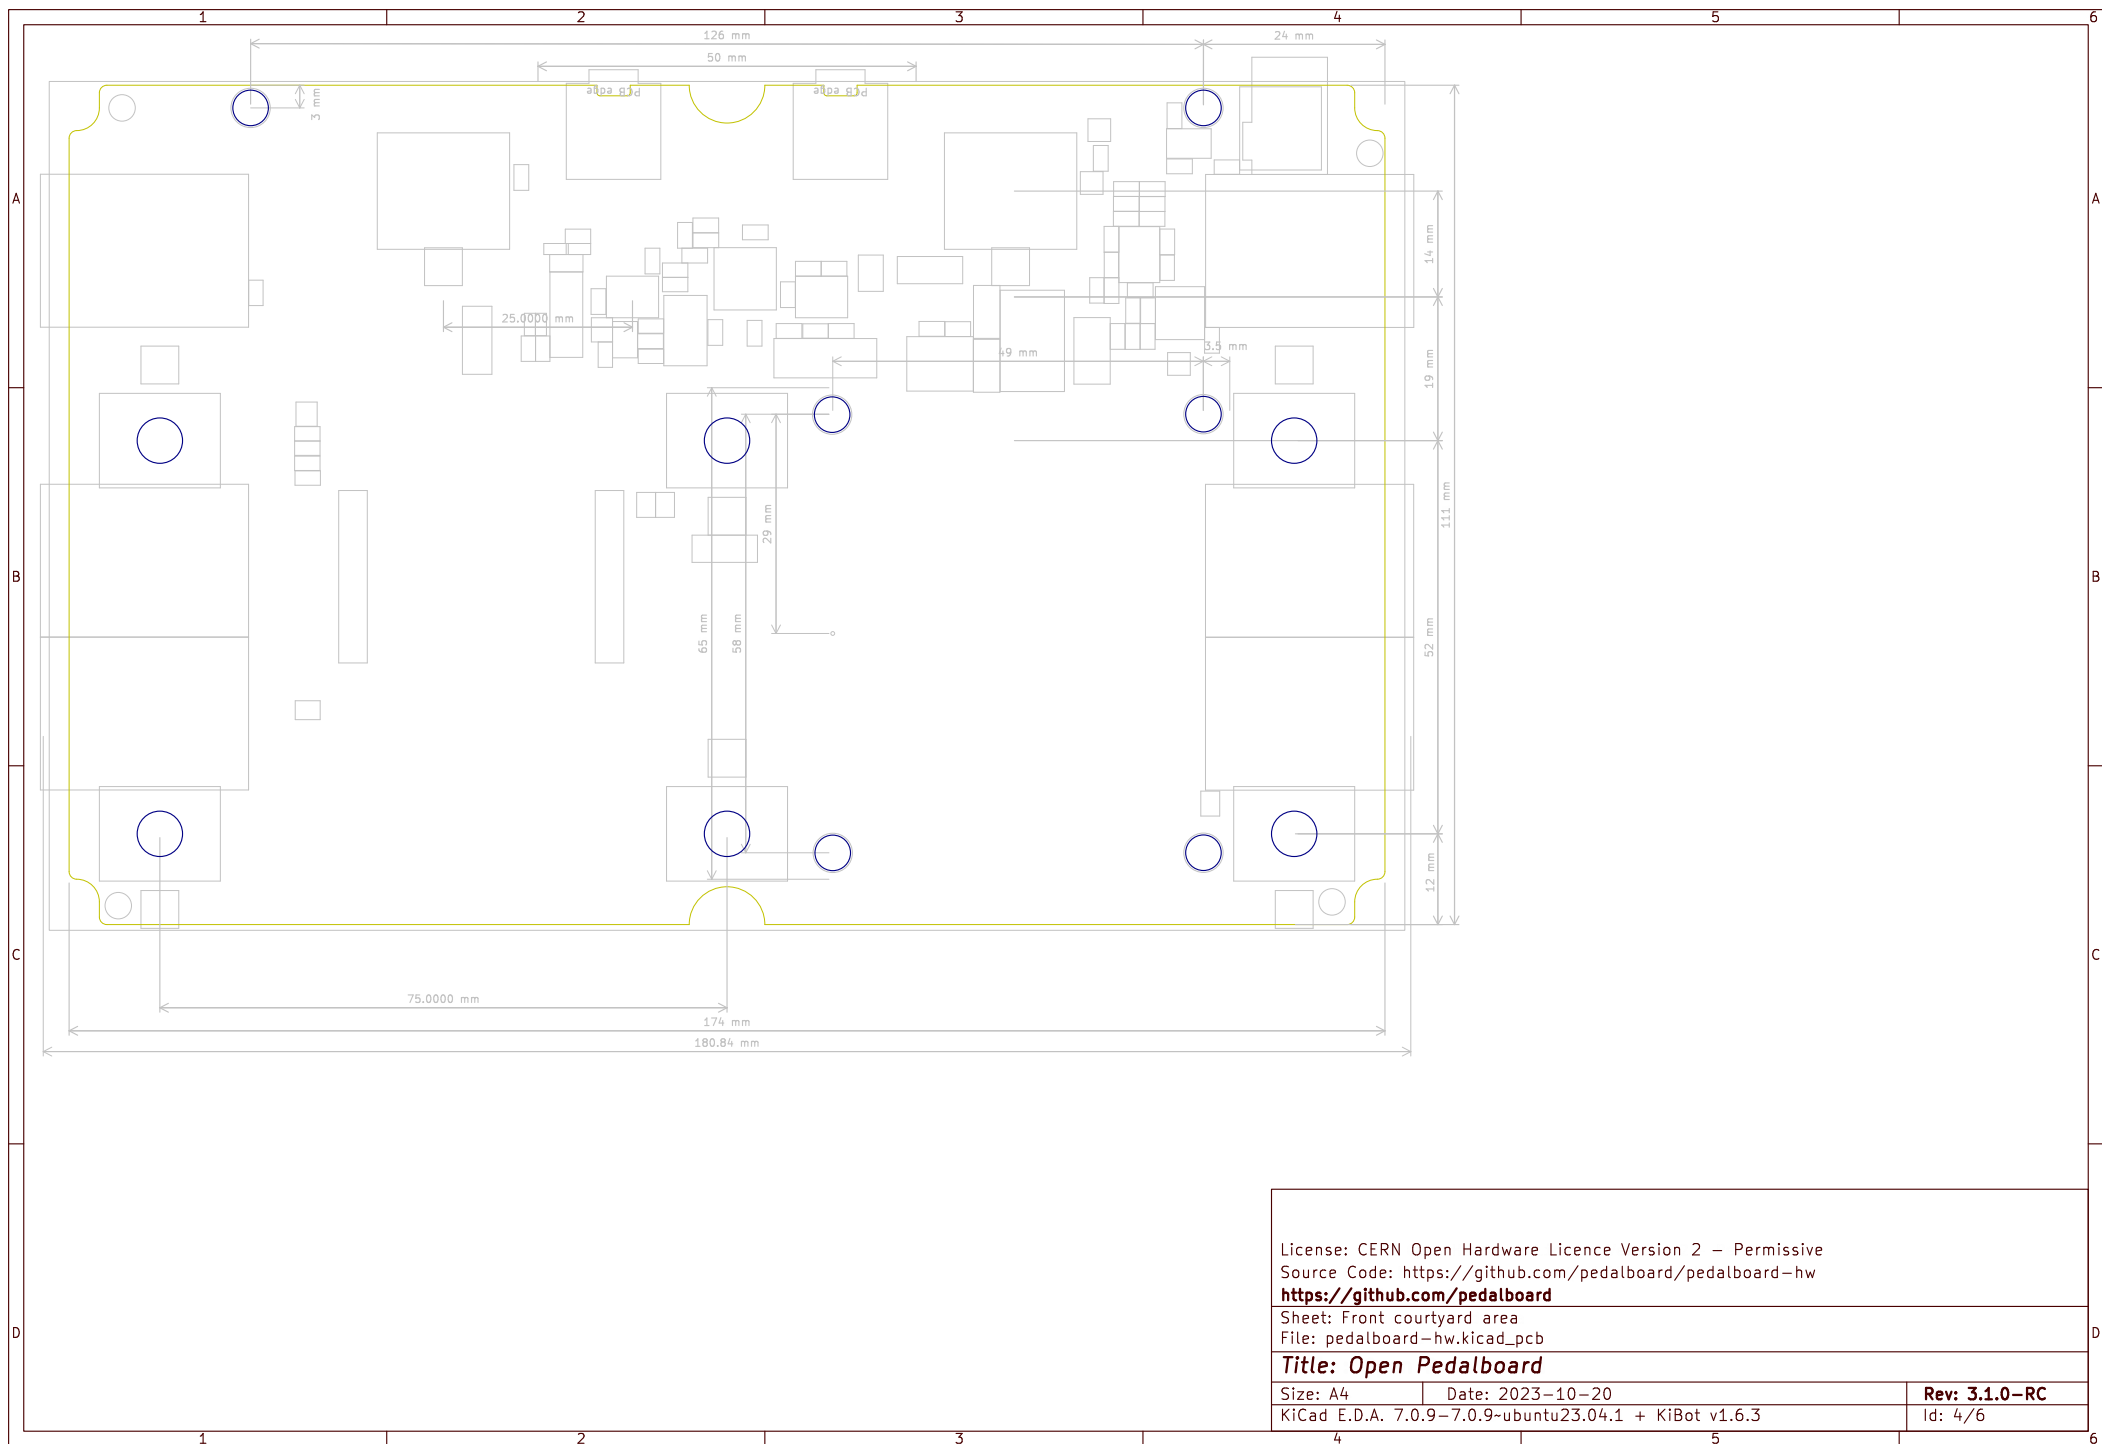 1 2 3 4 5 6
126 mm
24 mm
50 mm
PCB edge
PCB edge
3 mm
A
A
14 mm
25.0000 mm
49 mm
3.5 mm
19 mm
111 mm
29 mm
B
B
65 mm
58 mm
52 mm
12 mm
C
C
75.0000 mm
174 mm
180.84 mm
License: CERN Open Hardware Licence Version 2 - Permissive
Source Code: https://github.com/pedalboard/pedalboard-hw
https://github.com/pedalboard
Sheet: Front courtyard area
File: pedalboard-hw.kicad_pcb
D
D
Title: Open Pedalboard
Size: A4
Date: 2023-10-20
Rev: 3.1.0-RC
KiCad E.D.A. 7.0.9-7.0.9~ubuntu23.04.1 + KiBot v1.6.3
Id: 4/6
1 2 3 4 5 6